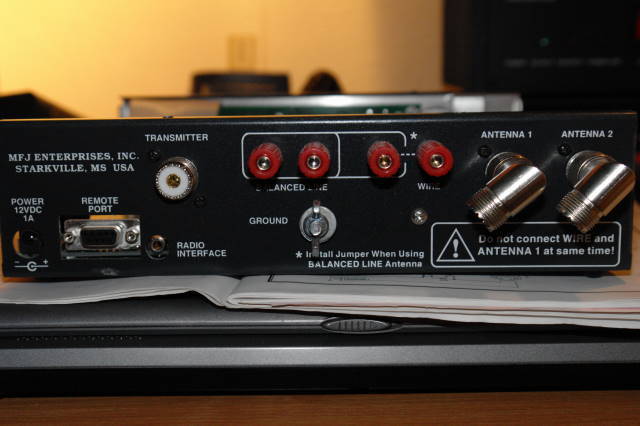 TRANSMITTER
*
ANTENNA 1
ANTENNA 2
MFJ ENTERPRISES, INC.
STARKVILLE, MS USA
BALANCED LINE
WIRE
POWER
12VDC
1A
REMOTE
PORT
GROUND
RADIO
INTERFACE
- +
* Install Jumper When Using
BALANCED LINE Antenna
! Do not connect WIRE and
ANTENNA 1 at same time!